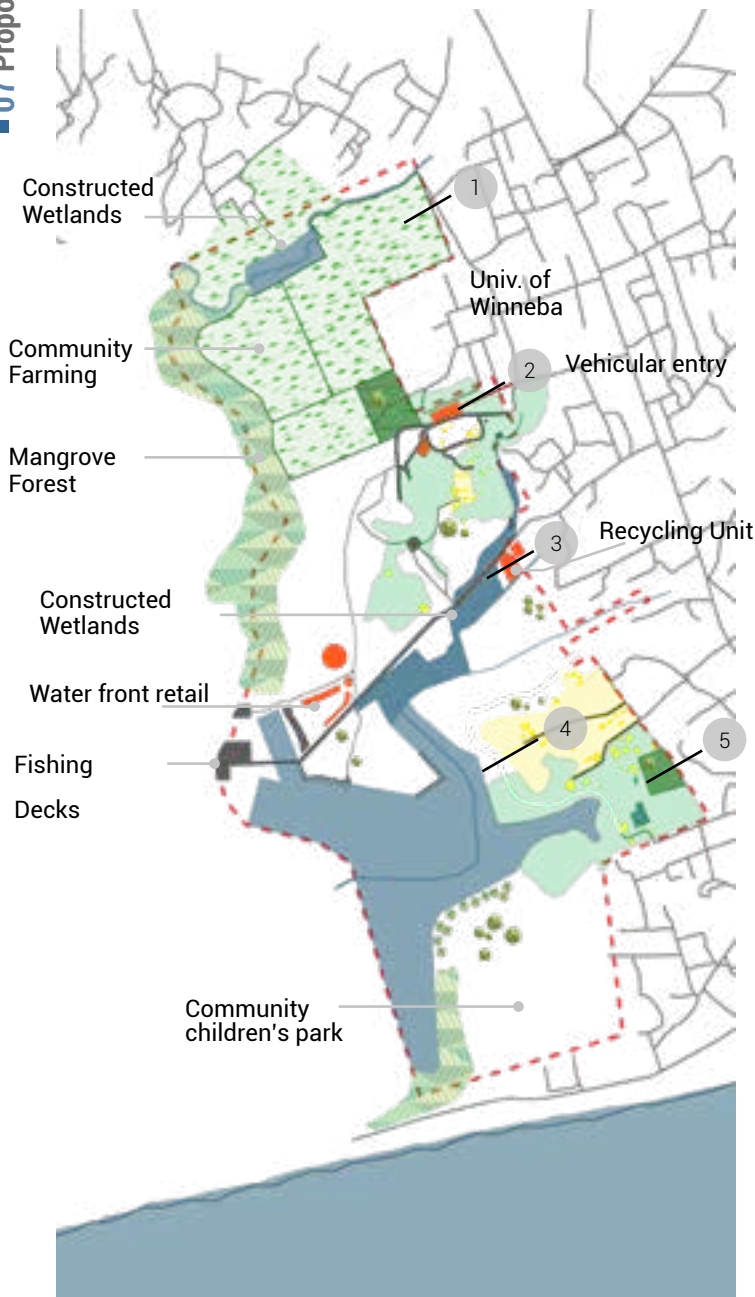 07 Propo
Constructed
Wetlands
1
Univ. of
Winneba
Community
Farming
2
Vehicular entry
Mangrove
Forest
3
Recycling Unit
Constructed
Wetlands
Water front retail
4
5
Fishing
Decks
Community
children's park